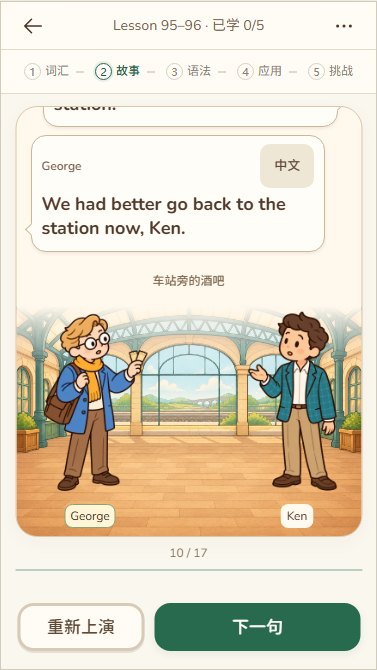 Lesson 95–96 · 已学 0/5
1 词汇 — 2 故事 — 3 语法 — 4 应用 — 5 挑战
station.
George
中文
We had better go back to the
station now, Ken.
车站旁的酒吧
George
Ken
10 / 17
重新上演
下一句